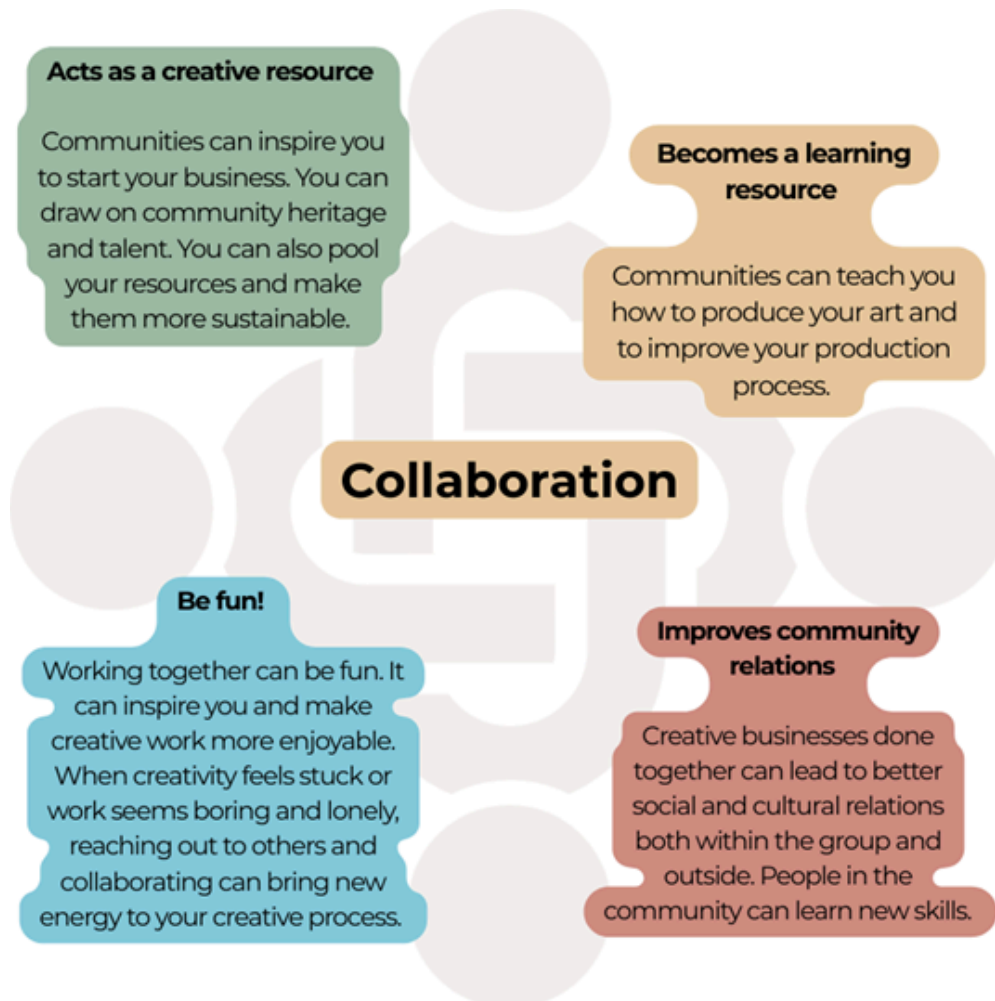 Acts as a creative resource
Communities can inspire you
to start your business. You can
draw on community heritage
and talent. You can also pool
your resources and make
them more sustainable.
Becomes a learning
resource
Communities can teach you
how to produce your art and
to improve your production
process.
Collaboration
Be fun!
Working together can be fun. It
can inspire you and make
creative work more enjoyable.
When creativity feels stuck or
work seems boring and lonely,
reaching out to others and
collaborating can bring new
energy to your creative process.
Improves community
relations
Creative businesses done
together can lead to better
social and cultural relations
both within the group and
outside. People in the
community can learn new skills.